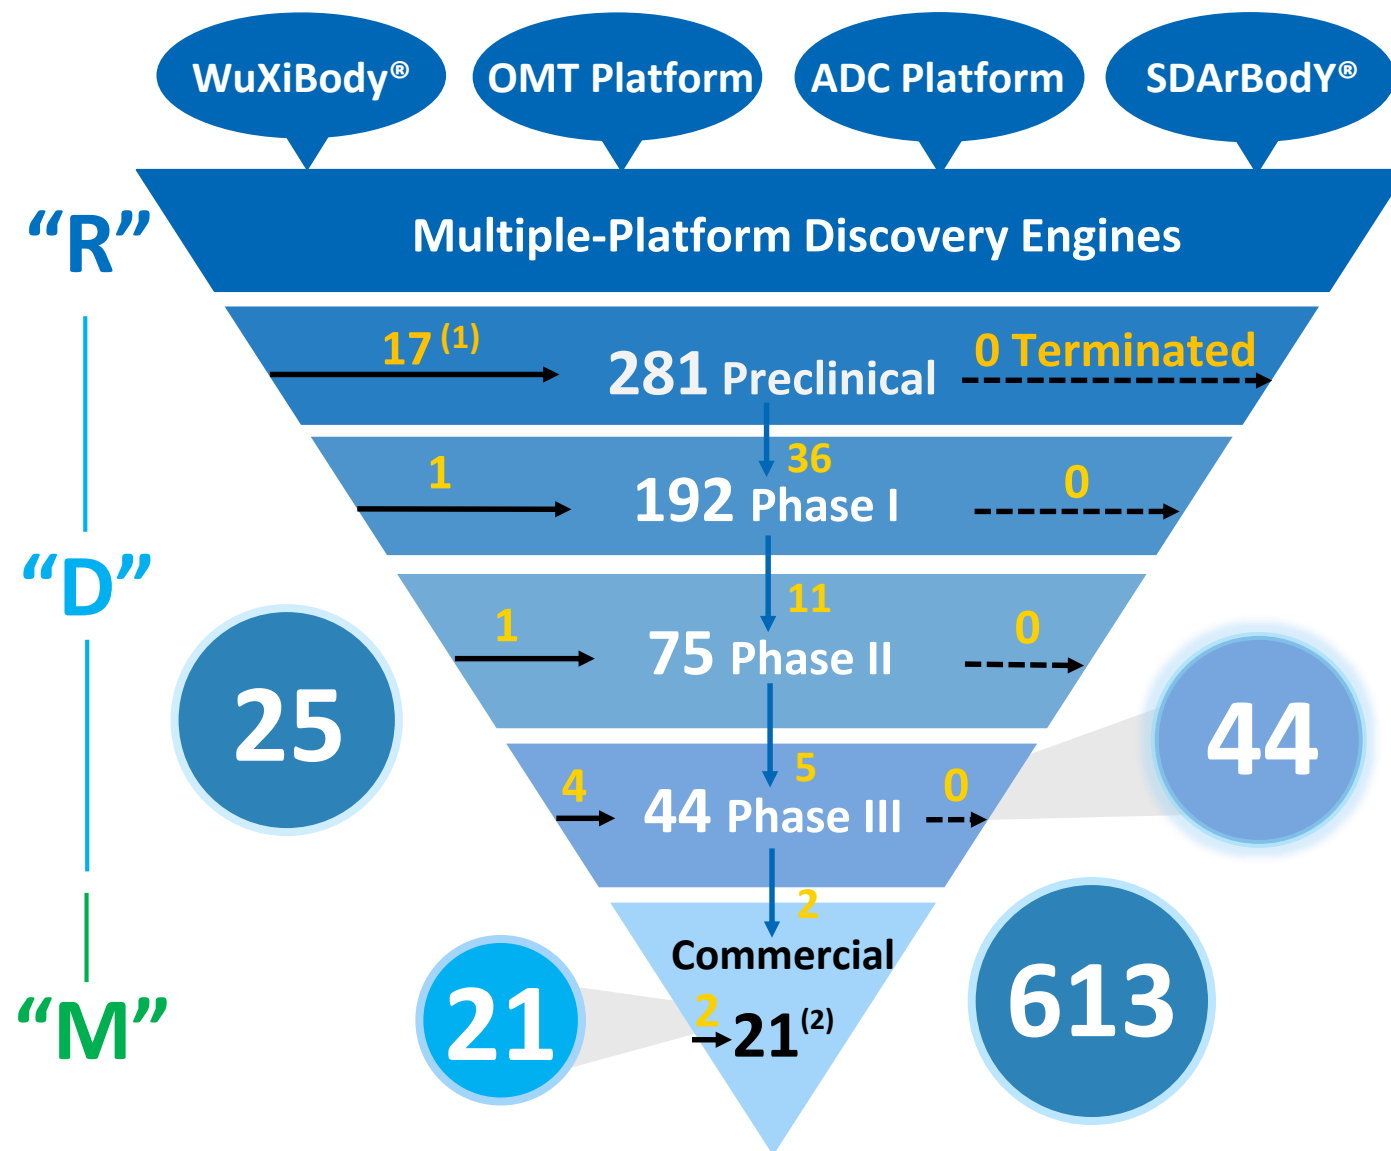 WuXiBody®
OMT Platform
ADC Platform
SDArBodY®
“R”
Multiple-Platform Discovery Engines
17 (1)
281 Preclinical
0 Terminated
36
1
192 Phase I
0
11
“D”
1
75 Phase II
0
25
44
5
4
44 Phase III
0
2
Commercial
2
21(2)
21
613
“M”